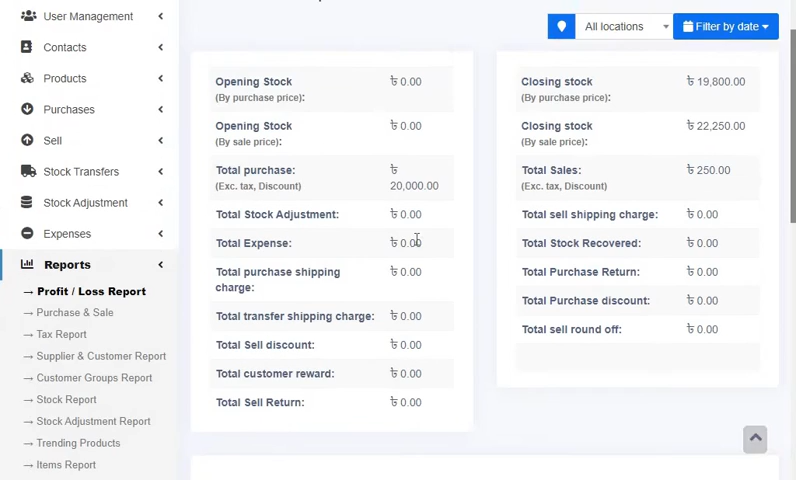 User Management
Contacts
Products
Purchases
Sell
Stock Transfers
Stock Adjustment
Expenses
Reports
→ Profit / Loss Report
→ Purchase & Sale
→ Tax Report
→ Supplier & Customer Report
→ Customer Groups Report
→ Stock Report
→ Stock Adjustment Report
→ Trending Products
→ Items Report
All locations
Filter by date
Opening Stock
(By purchase price):
৳ 0.00
Opening Stock
(By sale price):
৳ 0.00
Total purchase:
(Exc. tax, Discount)
৳
20,000.00
Total Stock Adjustment:
৳ 0.00
Total Expense:
৳ 0.00
Total purchase shipping
charge:
৳ 0.00
Total transfer shipping charge:
৳ 0.00
Total Sell discount:
৳ 0.00
Total customer reward:
৳ 0.00
Total Sell Return:
৳ 0.00
Closing stock
(By purchase price):
৳ 19,800.00
Closing stock
(By sale price):
৳ 22,250.00
Total Sales:
(Exc. tax, Discount)
৳ 250.00
Total sell shipping charge:
৳ 0.00
Total Stock Recovered:
৳ 0.00
Total Purchase Return:
৳ 0.00
Total Purchase discount:
৳ 0.00
Total sell round off:
৳ 0.00